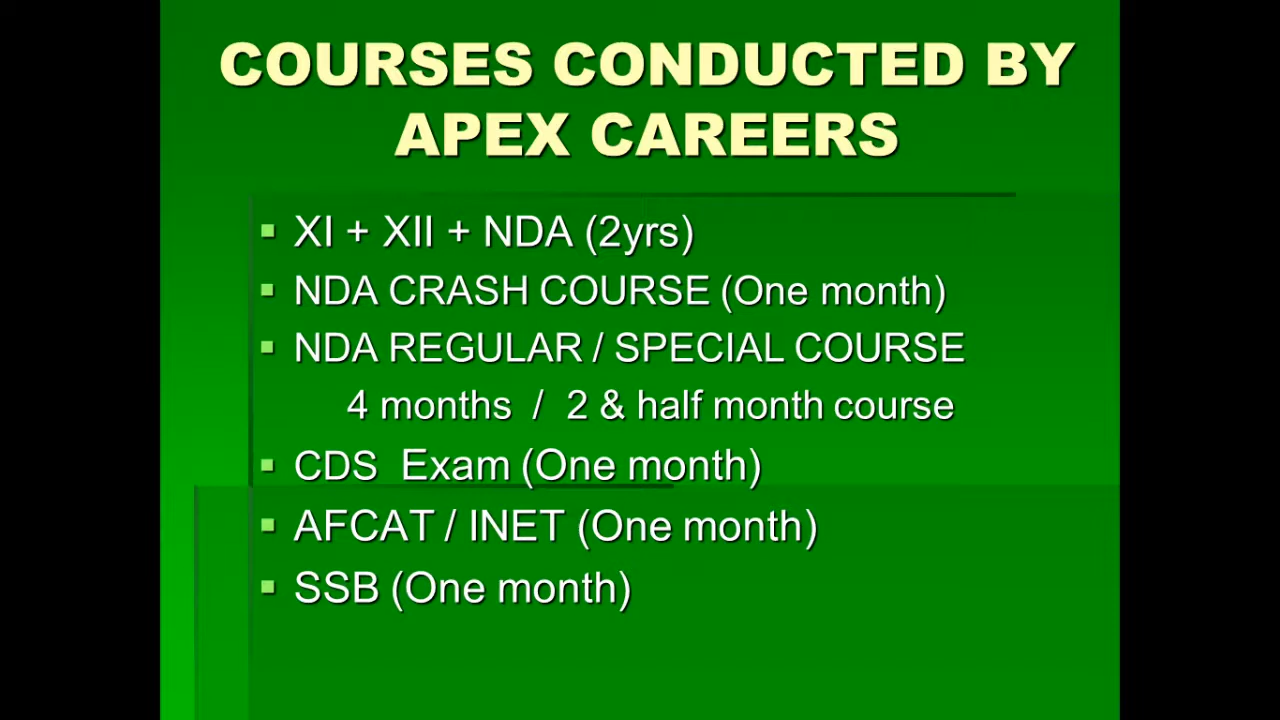 COURSES CONDUCTED BY
APEX CAREERS
▪ XI + XII + NDA (2yrs)
▪ NDA CRASH COURSE (One month)
▪ NDA REGULAR / SPECIAL COURSE
4 months / 2 & half month course
▪ CDS Exam (One month)
▪ AFCAT / INET (One month)
▪ SSB (One month)